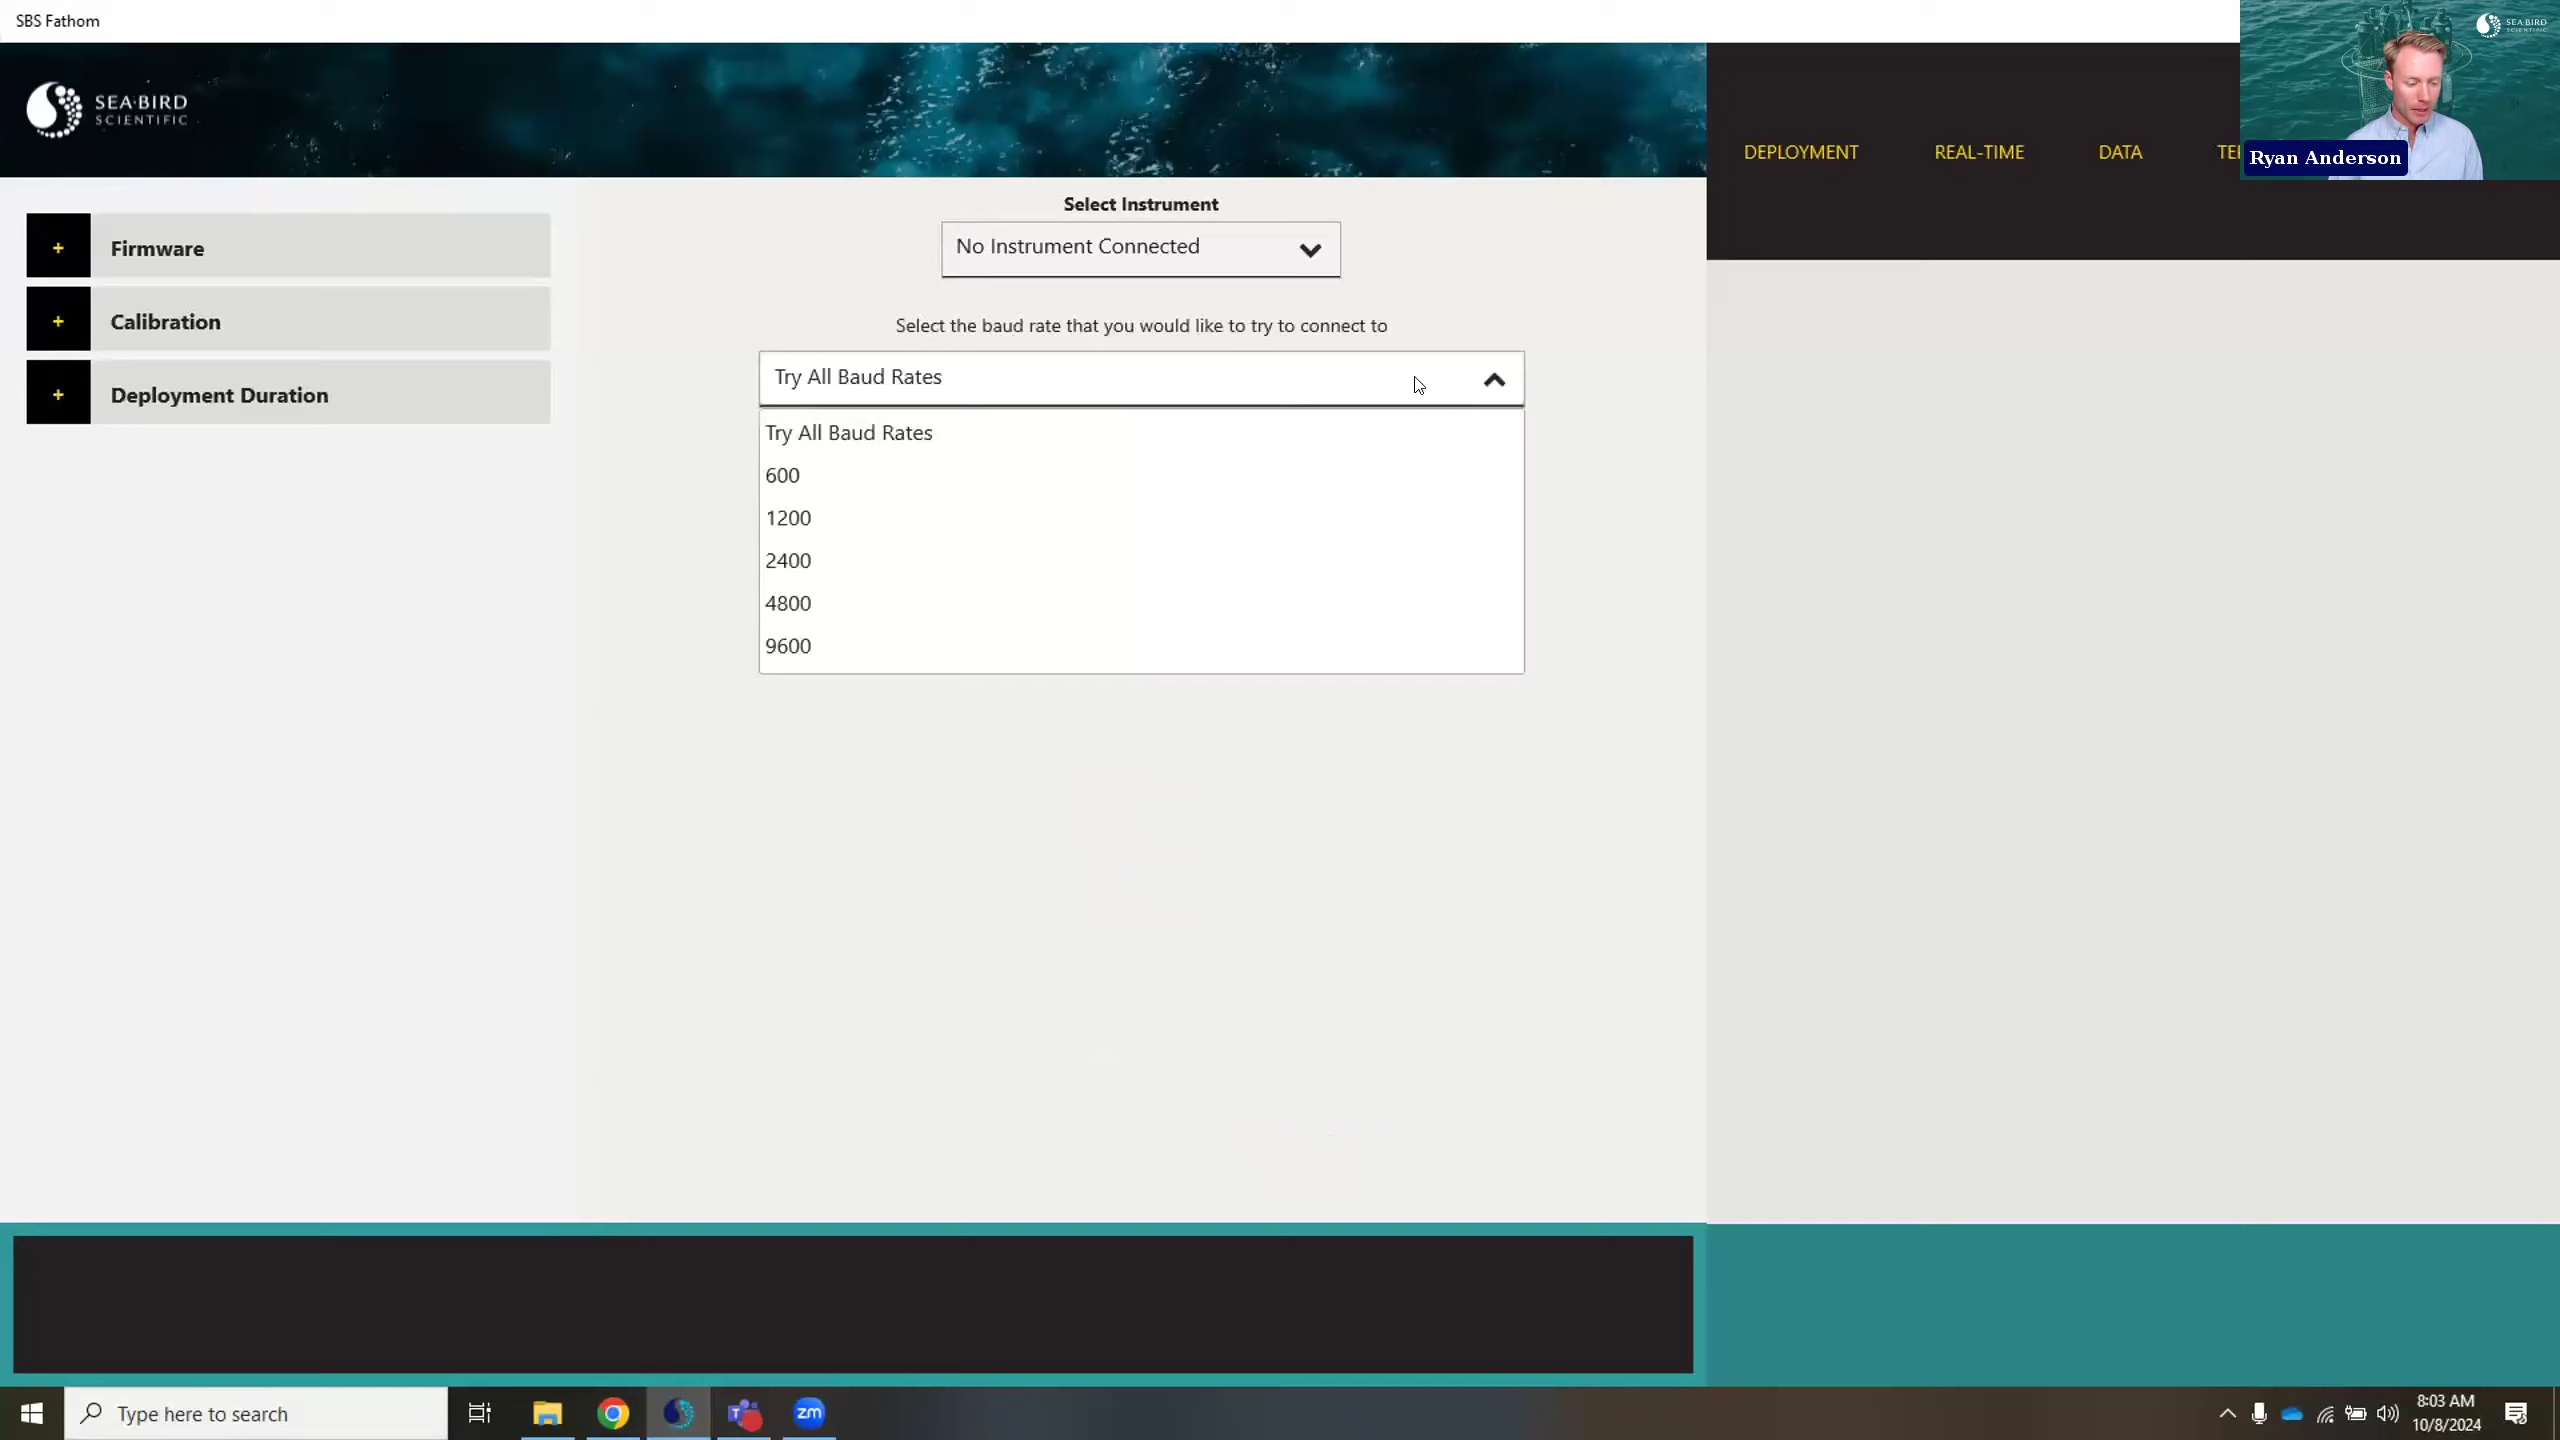 SBS Fathom
SEA·BIRD
SCIENTIFIC
SEA·BIRD
SCIENTIFIC
DEPLOYMENT
REAL-TIME
DATA
Ryan Anderson
Select Instrument
No Instrument Connected
+ Firmware
+ Calibration
+ Deployment Duration
Select the baud rate that you would like to try to connect to
Try All Baud Rates
Try All Baud Rates
600
1200
2400
4800
9600
Type here to search
zm
8:03 AM
10/8/2024